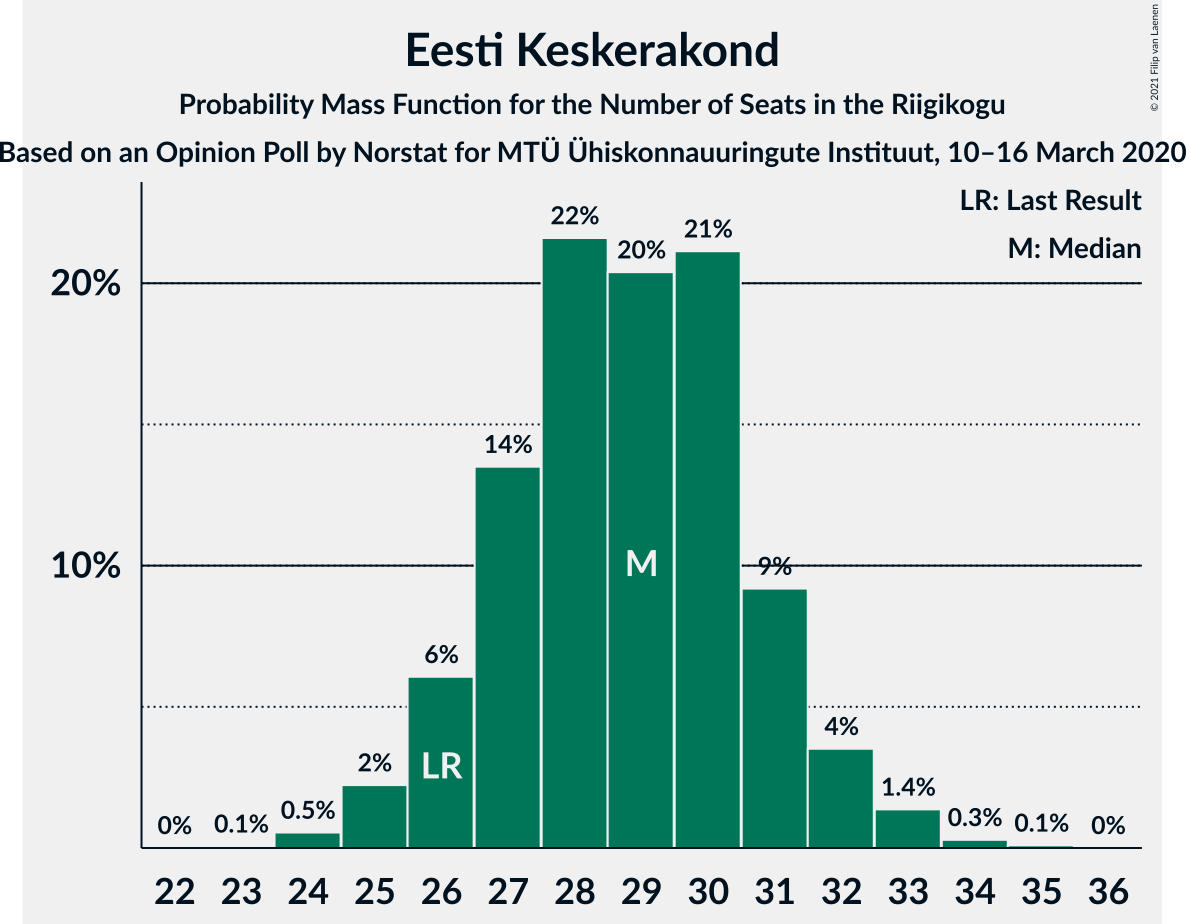 Eesti Keskerakond
Probability Mass Function for the Number of Seats in the Riigikogu
Based on an Opinion Poll by Norstat for MTÜ Ühiskonnauuringute Instituut, 10–16 March 2020
© 2021 Filip van Laenen
LR: Last Result
M: Median
20%
10%
0%
0.1%
0.5%
2%
6%
14%
22%
20%
21%
9%
4%
1.4%
0.3%
0.1%
0%
LR
M
22 23 24 25 26 27 28 29 30 31 32 33 34 35 36